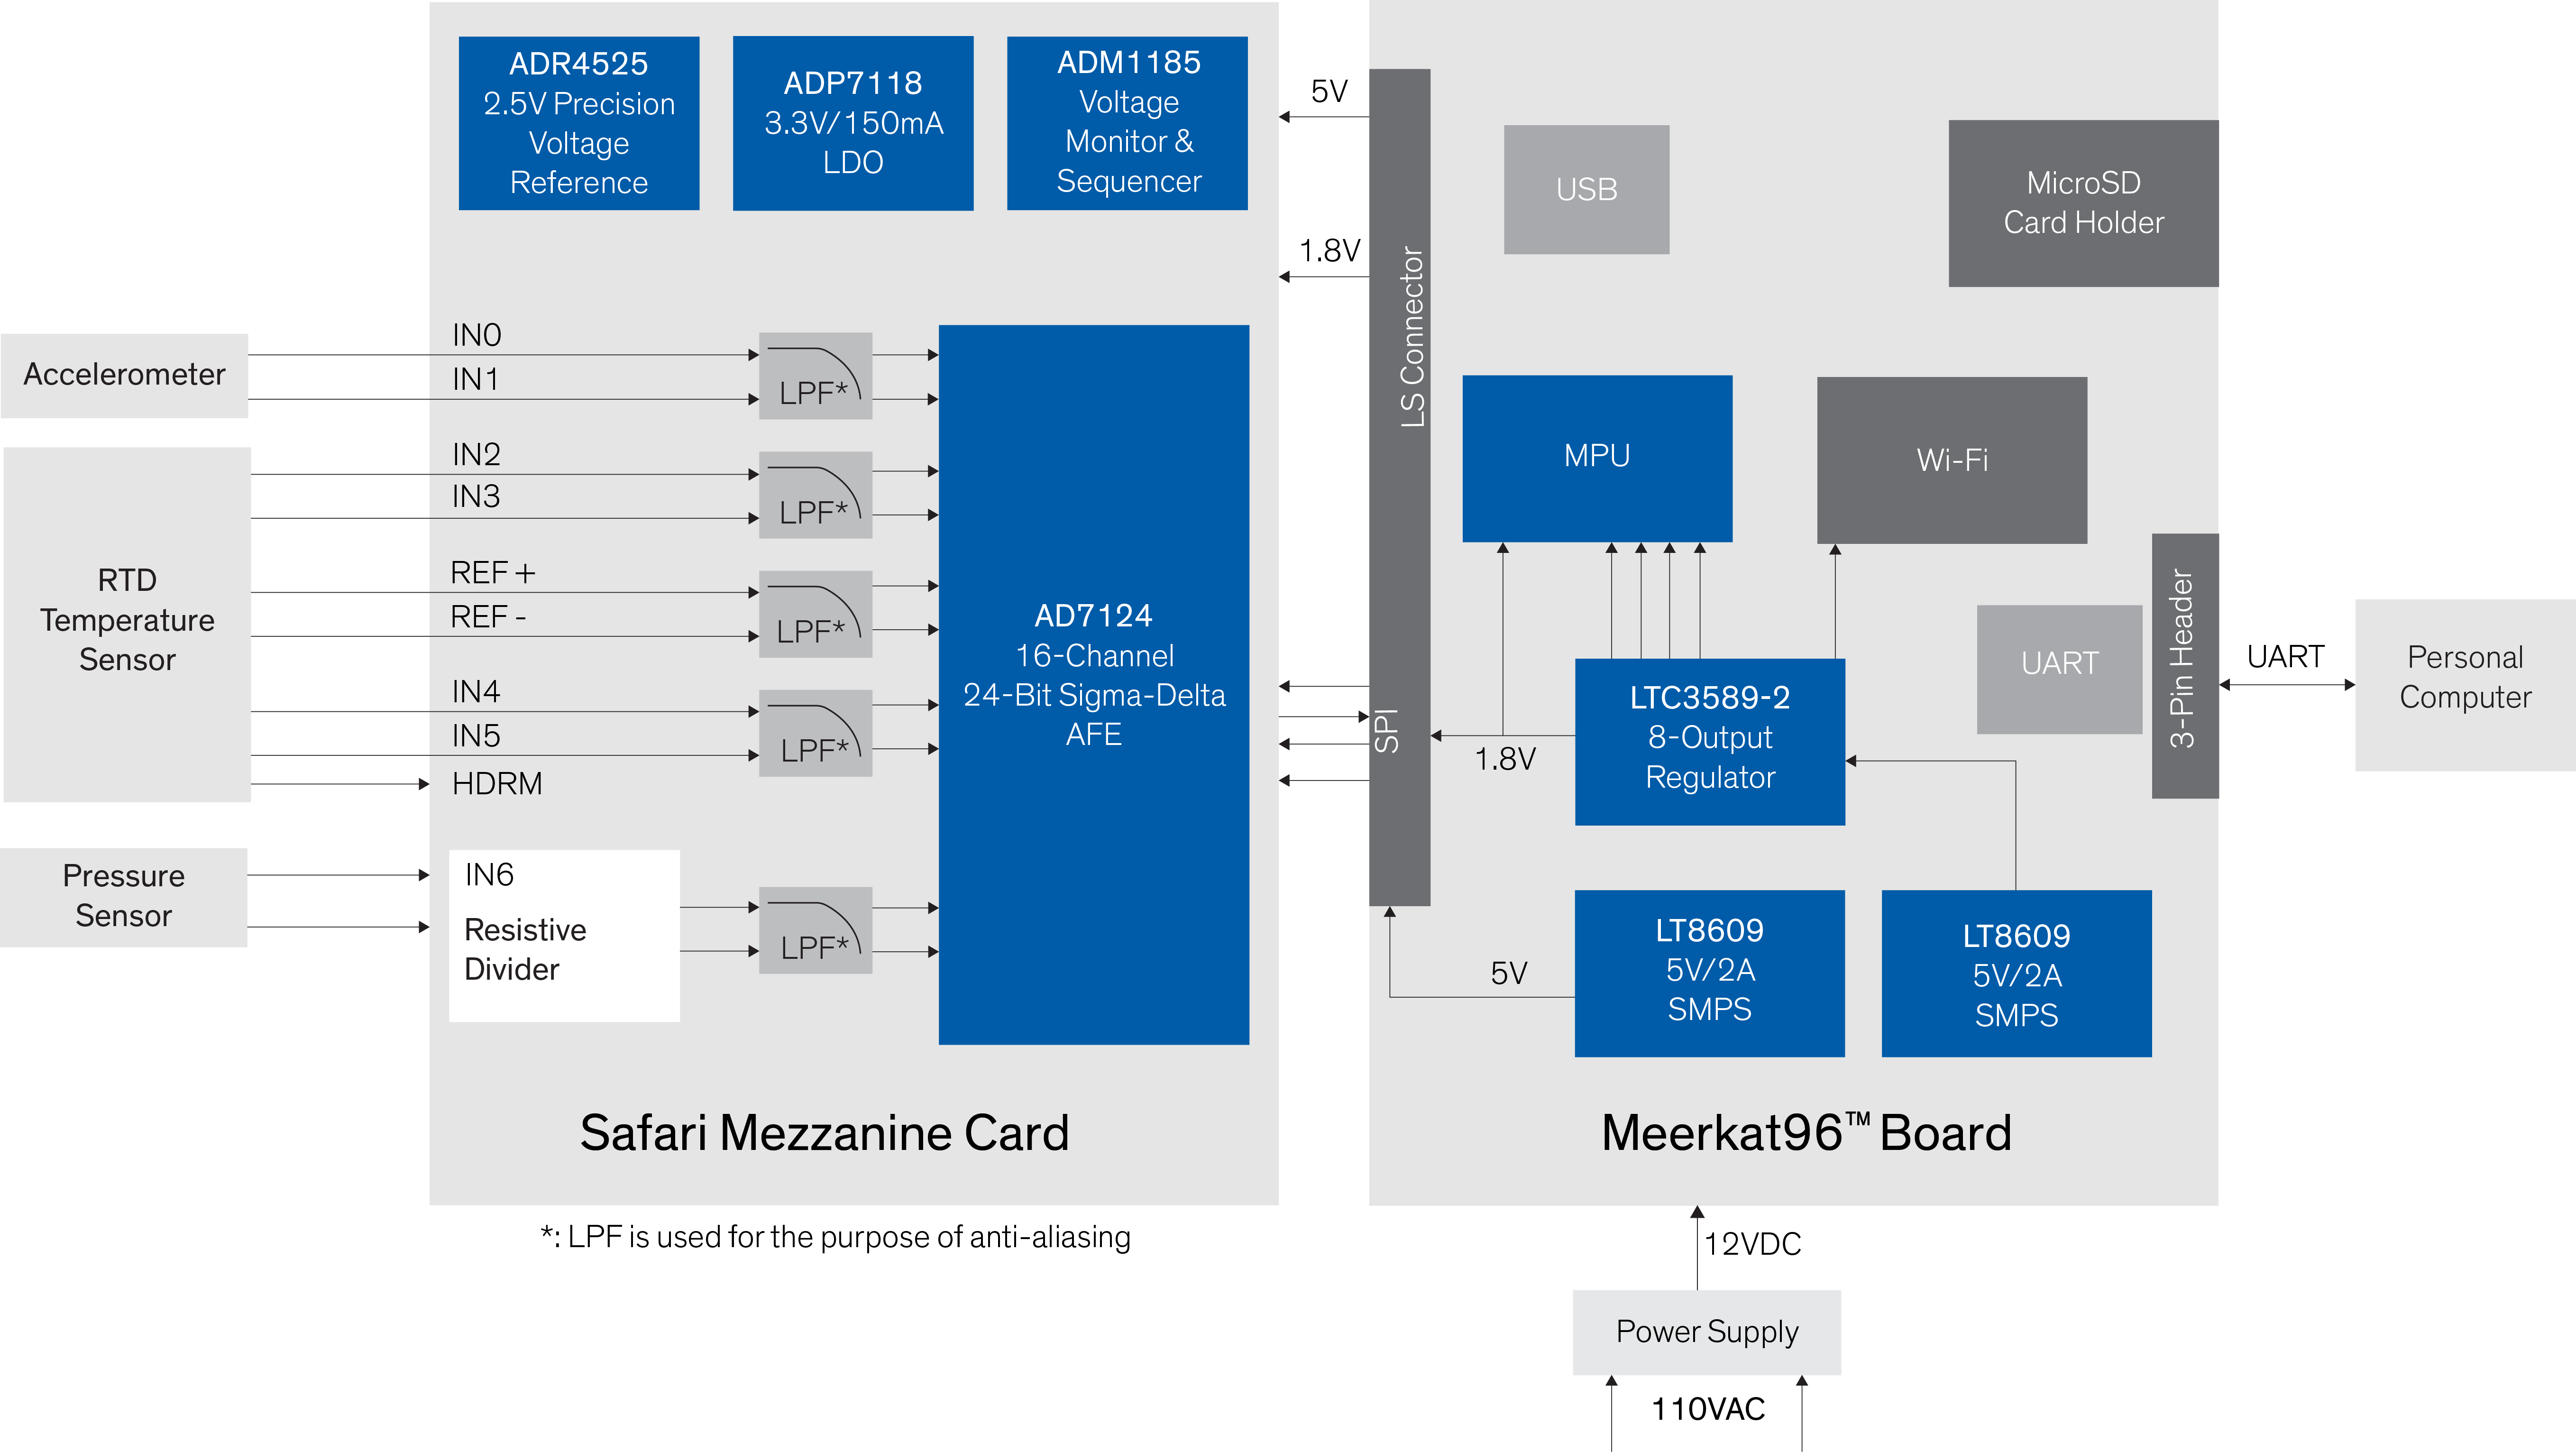 ADR4525
2.5V Precision
Voltage
Reference
ADP7118
3.3V/150mA
LDO
ADM1185
Voltage
Monitor &
Sequencer
5V
1.8V
LS Connector
SPI
USB
MicroSD
Card Holder
Accelerometer
IN0
IN1
LPF*
RTD
Temperature
Sensor
IN2
IN3
LPF*
REF +
REF -
LPF*
IN4
IN5
LPF*
HDRM
Pressure
Sensor
IN6
Resistive
Divider
LPF*
AD7124
16-Channel
24-Bit Sigma-Delta
AFE
MPU
Wi-Fi
LTC3589-2
8-Output
Regulator
1.8V
UART
3-Pin Header
UART
Personal
Computer
5V
LT8609
5V/2A
SMPS
LT8609
5V/2A
SMPS
Safari Mezzanine Card
Meerkat96™ Board
*: LPF is used for the purpose of anti-aliasing
12VDC
Power Supply
110VAC